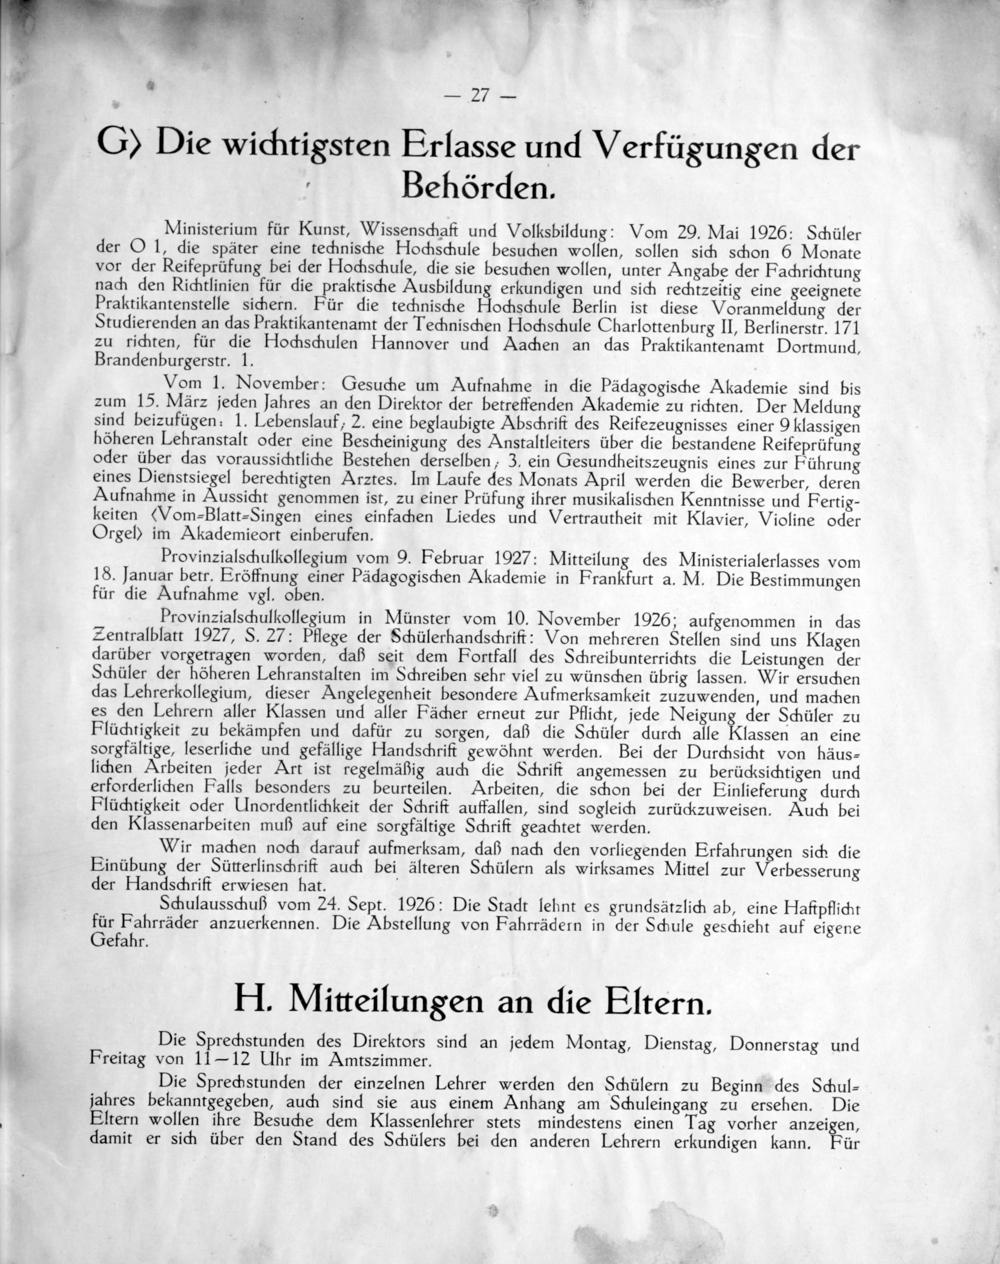 — 27 —
G) Die wichtigsten Erlasse und Verfügungen der
Behörden.
Ministerium für Kunst, Wissenschaft und Volksbildung: Vom 29. Mai 1926: Schüler
der O 1, die später eine technische Hochschule besuchen wollen, sollen sich schon 6 Monate
vor der Reifeprüfung bei der Hochschule, die sie besuchen wollen, unter Angabe der Fachrichtung
nach den Richtlinien für die praktische Ausbildung erkundigen und sich rechtzeitig eine geeignete
Praktikantenstelle sichern. Für die technische Hochschule Berlin ist diese Voranmeldung der
Studierenden an das Praktikantenamt der Technischen Hochschule Charlottenburg II, Berlinerstr. 171
zu richten, für die Hochschulen Hannover und Aachen an das Praktikantenamt Dortmund,
Brandenburgerstr. 1.
Vom 1. November: Gesuche um Aufnahme in die Pädagogische Akademie sind bis
zum 15. März jeden Jahres an den Direktor der betreffenden Akademie zu richten. Der Meldung
sind beizufügen: 1. Lebenslauf; 2. eine beglaubigte Abschrift des Reifezeugnisses einer 9 klassigen
höheren Lehranstalt oder eine Bescheinigung des Anstaltleiters über die bestandene Reifeprüfung
oder über das voraussichtliche Bestehen derselben; 3. ein Gesundheitszeugnis eines zur Führung
eines Dienstsiegel berechtigten Arztes. Im Laufe des Monats April werden die Bewerber, deren
Aufnahme in Aussicht genommen ist, zu einer Prüfung ihrer musikalischen Kenntnisse und Fertig-
keiten (Vom-Blatt-Singen eines einfachen Liedes und Vertrautheit mit Klavier, Violine oder
Orgel) im Akademieort einberufen.
Provinzialschulkollegium vom 9. Februar 1927: Mitteilung des Ministerialerlasses vom
18. Januar betr. Eröffnung einer Pädagogischen Akademie in Frankfurt a. M. Die Bestimmungen
für die Aufnahme vgl. oben.
Provinzialschulkollegium in Münster vom 10. November 1926; aufgenommen in das
Zentralblatt 1927, S. 27: Pflege der Schülerhandschrift: Von mehreren Stellen sind uns Klagen
darüber vorgetragen worden, daß seit dem Fortfall des Schreibunterrichts die Leistungen der
Schüler der höheren Lehranstalten im Schreiben sehr viel zu wünschen übrig lassen. Wir ersuchen
das Lehrerkollegium, dieser Angelegenheit besondere Aufmerksamkeit zuzuwenden, und machen
es den Lehrern aller Klassen und aller Fächer erneut zur Pflicht, jede Neigung der Schüler zu
Flüchtigkeit zu bekämpfen und dafür zu sorgen, daß die Schüler durch alle Klassen an eine
sorgfältige, leserliche und gefällige Handschrift gewöhnt werden. Bei der Durchsicht von häus-
lichen Arbeiten jeder Art ist regelmäßig auch die Schrift angemessen zu berücksichtigen und
erforderlichen Falls besonders zu beurteilen. Arbeiten, die schon bei der Einlieferung durch
Flüchtigkeit oder Unordentlichkeit der Schrift auffallen, sind sogleich zurückzuweisen. Auch bei
den Klassenarbeiten muß auf eine sorgfältige Schrift geachtet werden.
Wir machen noch darauf aufmerksam, daß nach den vorliegenden Erfahrungen sich die
Einübung der Sütterlinschrift auch bei älteren Schülern als wirksames Mittel zur Verbesserung
der Handschrift erwiesen hat.
Schulausschuß vom 24. Sept. 1926: Die Stadt lehnt es grundsätzlich ab, eine Haftpflicht
für Fahrräder anzuerkennen. Die Abstellung von Fahrrädern in der Schule geschieht auf eigene
Gefahr.
H. Mitteilungen an die Eltern.
Die Sprechstunden des Direktors sind an jedem Montag, Dienstag, Donnerstag und
Freitag von 11—12 Uhr im Amtszimmer.
Die Sprechstunden der einzelnen Lehrer werden den Schülern zu Beginn des Schul-
jahres bekanntgegeben, auch sind sie aus einem Anhang am Schuleingang zu ersehen. Die
Eltern wollen ihre Besuche dem Klassenlehrer stets mindestens einen Tag vorher anzeigen,
damit er sich über den Stand des Schülers bei den anderen Lehrern erkundigen kann. Für